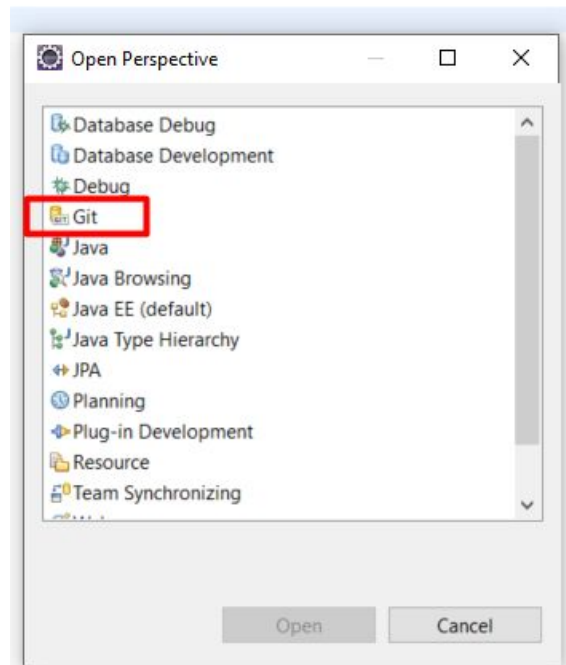 Open Perspective
Database Debug
Database Development
Debug
Git
Java
Java Browsing
Java EE (default)
Java Type Hierarchy
JPA
Planning
Plug-in Development
Resource
Team Synchronizing
Open
Cancel